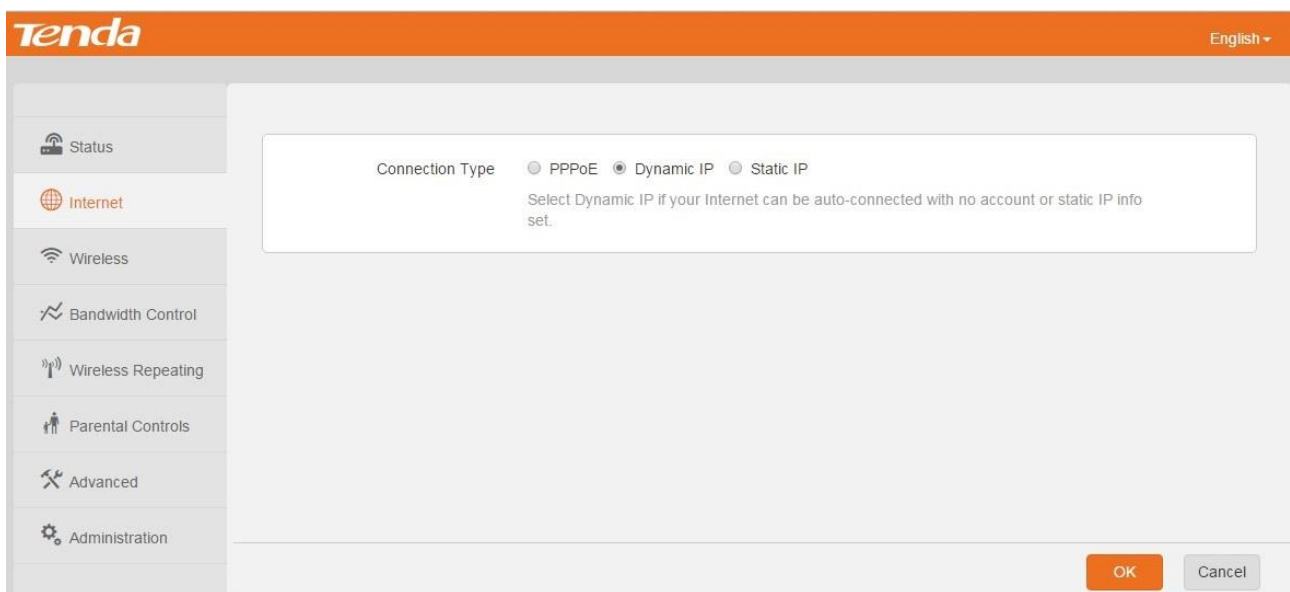 Tenda
English
Status
Internet
Wireless
Bandwidth Control
Wireless Repeating
Parental Controls
Advanced
Administration
Connection Type PPPoE Dynamic IP Static IP
Select Dynamic IP if your Internet can be auto-connected with no account or static IP info
set.
OK Cancel